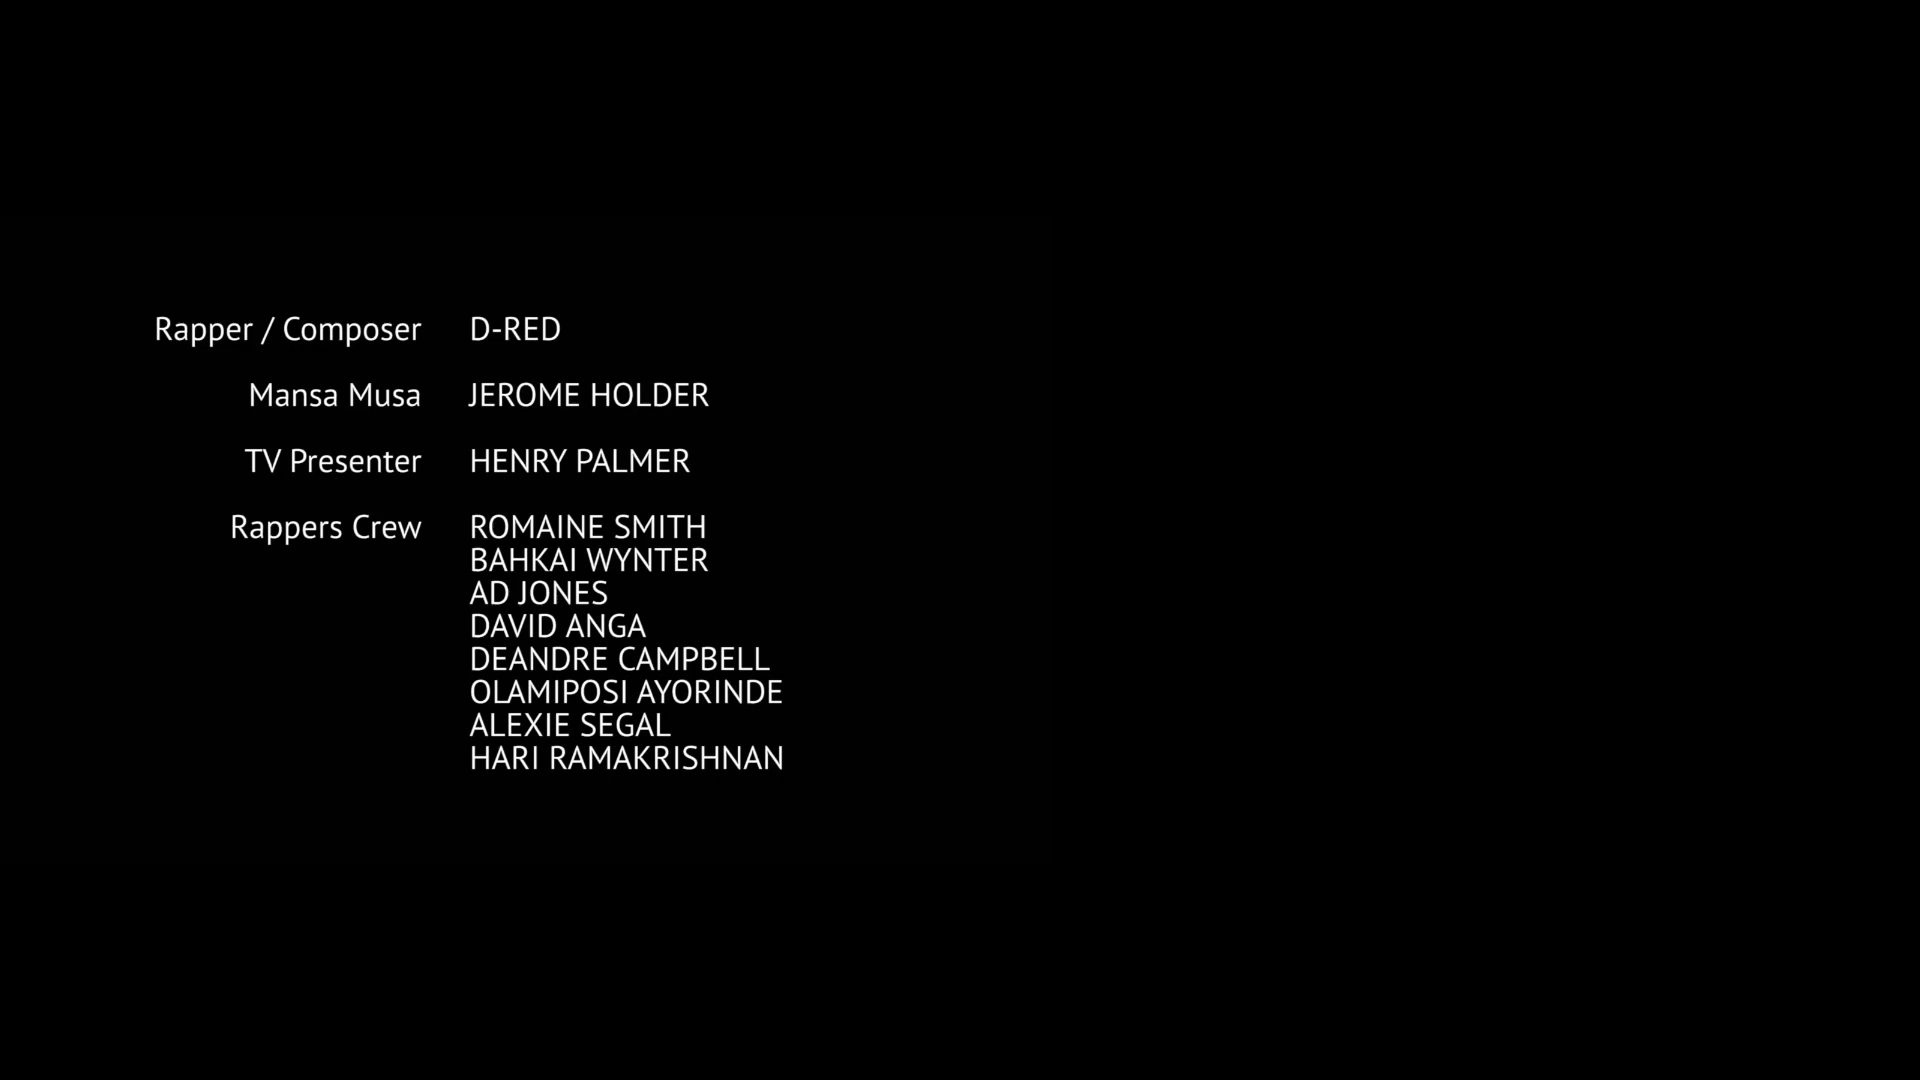 Rapper / Composer D-RED
Mansa Musa JEROME HOLDER
TV Presenter HENRY PALMER
Rappers Crew ROMAINE SMITH
BAHKAI WYNTER
AD JONES
DAVID ANGA
DEANDRE CAMPBELL
OLAMIPOSI AYORINDE
ALEXIE SEGAL
HARI RAMAKRISHNAN